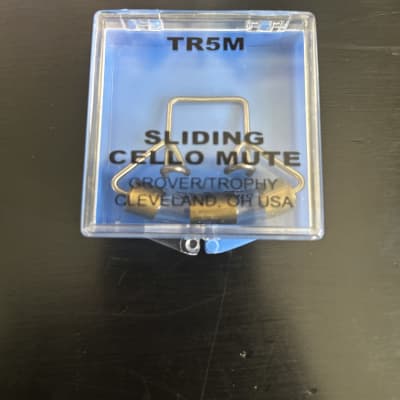 TR5M
SLIDING
CELLO MUTE
GROVER/TROPHY
CLEVELAND, OH USA